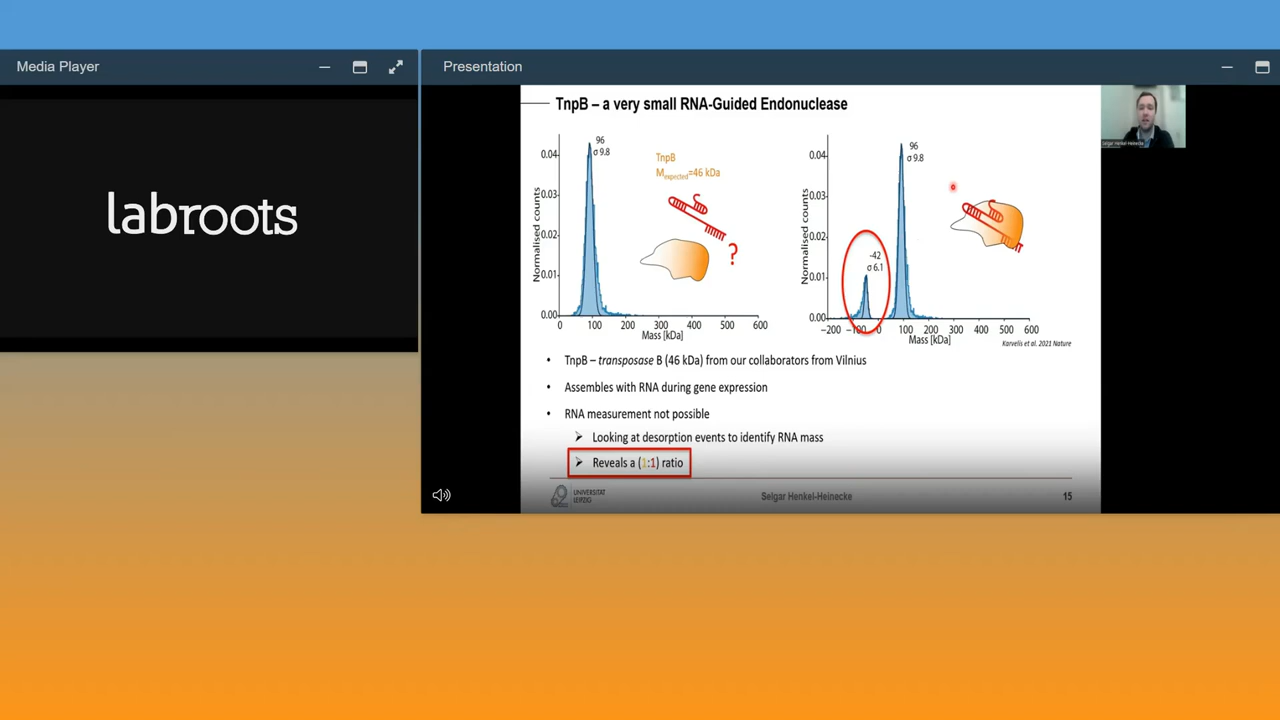 Media Player
Presentation
labroots
TnpB – a very small RNA-Guided Endonuclease
96
σ 9.8
0.04
0.03
0.02
0.01
0.00
Normalised counts
0 100 200 300 400 500 600
Mass [kDa]
TnpB
Mexpected=46 kDa
?
96
σ 9.8
-42
σ 6.1
0.04
0.03
0.02
0.01
0.00
Normalised counts
−200 −100 0 100 200 300 400 500 600
Mass [kDa]
Karvelis et al. 2021 Nature
• TnpB – transposase B (46 kDa) from our collaborators from Vilnius
• Assembles with RNA during gene expression
• RNA measurement not possible
➢ Looking at desorption events to identify RNA mass
➢ Reveals a (1:1) ratio
UNIVERSITÄT
LEIPZIG
Selgar Henkel-Heinecke
15
Selgar Henkel-Heinecke